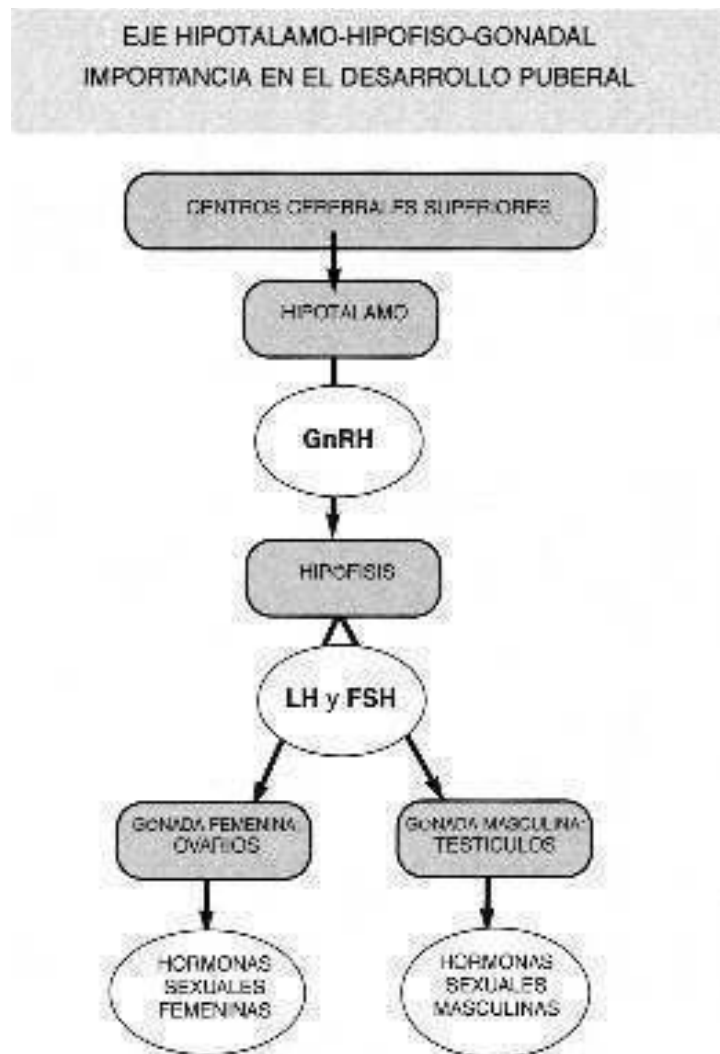 EJE HIPOTALAMO-HIPOFISO-GONADAL
IMPORTANCIA EN EL DESARROLLO PUBERAL
CENTROS CEREBRALES SUPERIORES
HIPOTALAMO
GnRH
HIPOFISIS
LH y FSH
GONADA FEMENINA:
OVARIOS
GONADA MASCULINA:
TESTICULOS
HORMONAS
SEXUALES
FEMENINAS
HORMONAS
SEXUALES
MASCULINAS